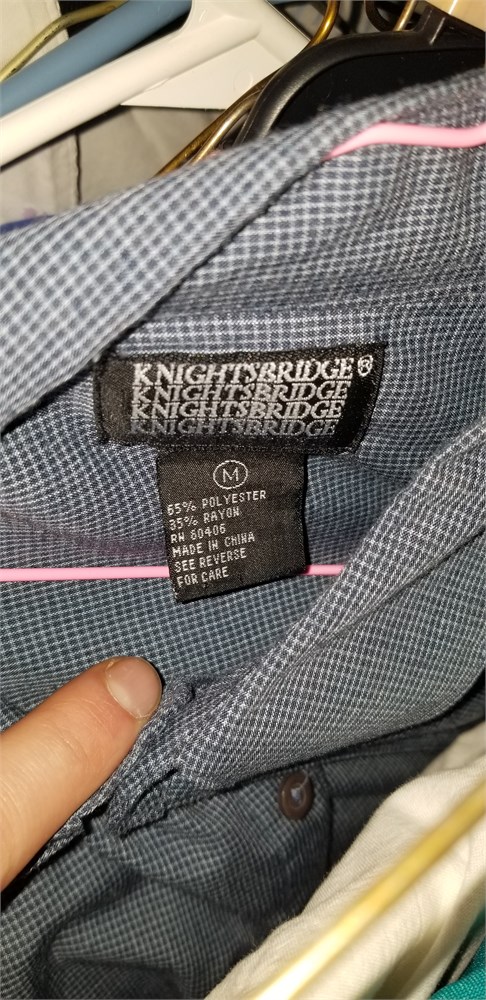 KNIGHTSBRIDGE®
KNIGHTSBRIDGE
KNIGHTSBRIDGE
KNIGHTSBRIDGE
M
65% POLYESTER
35% RAYON
RN 60406
MADE IN CHINA
SEE REVERSE
FOR CARE